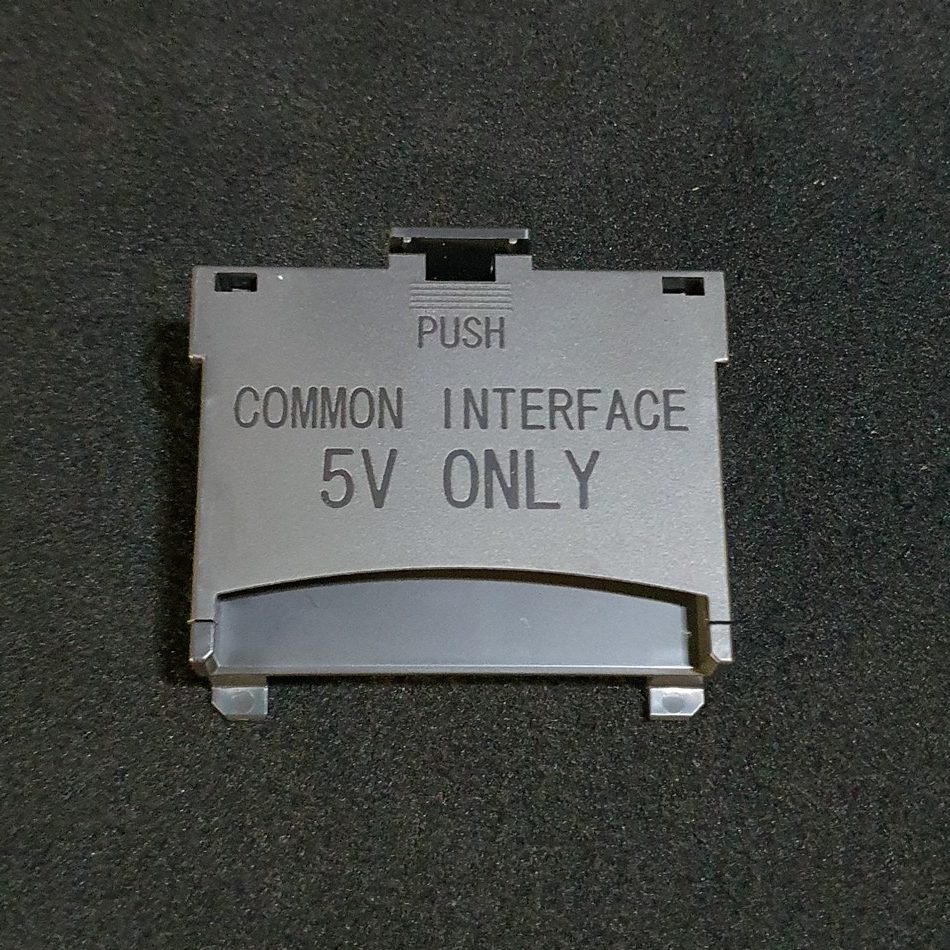 PUSH
COMMON INTERFACE
5V ONLY